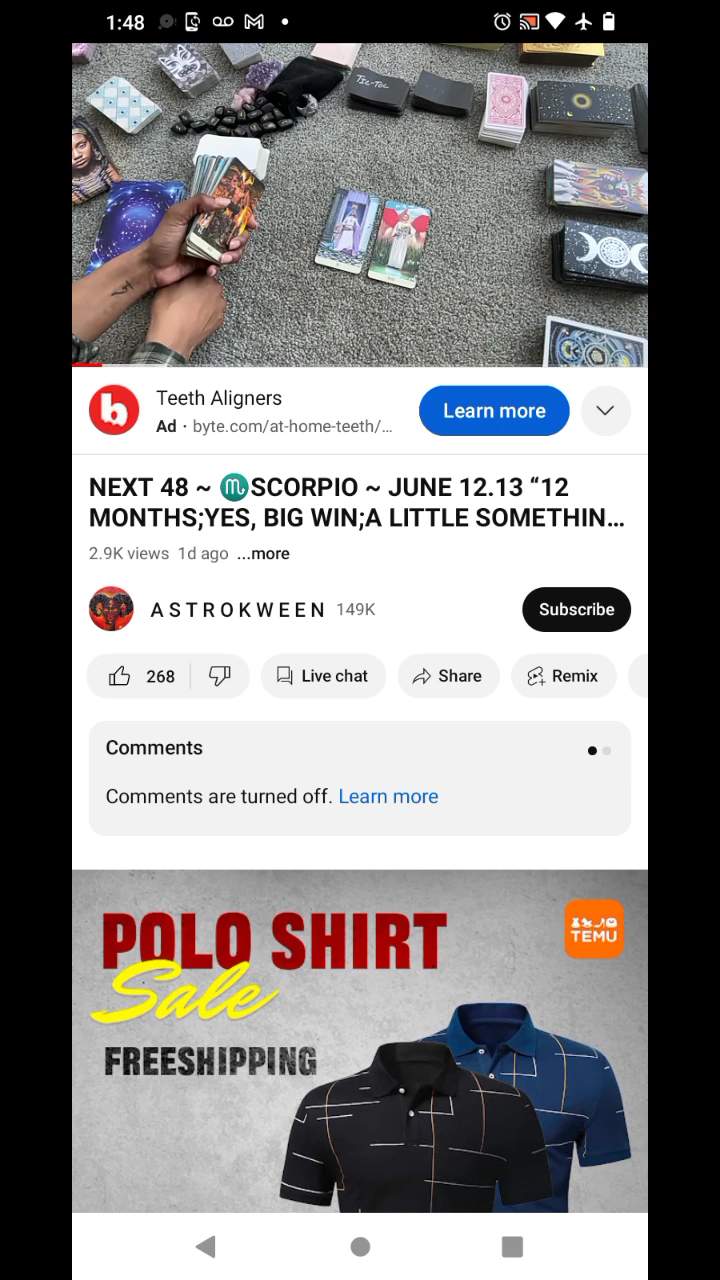 1:48
TIC-TOC
Teeth Aligners
Ad · byte.com/at-home-teeth/...
Learn more
NEXT 48 ~ ♏SCORPIO ~ JUNE 12.13 “12
MONTHS;YES, BIG WIN;A LITTLE SOMETHIN...
2.9K views 1d ago ...more
A S T R O K W E E N 149K
Subscribe
268
Live chat
Share
Remix
Comments
Comments are turned off. Learn more
POLO SHIRT
Sale
FREESHIPPING
TEMU